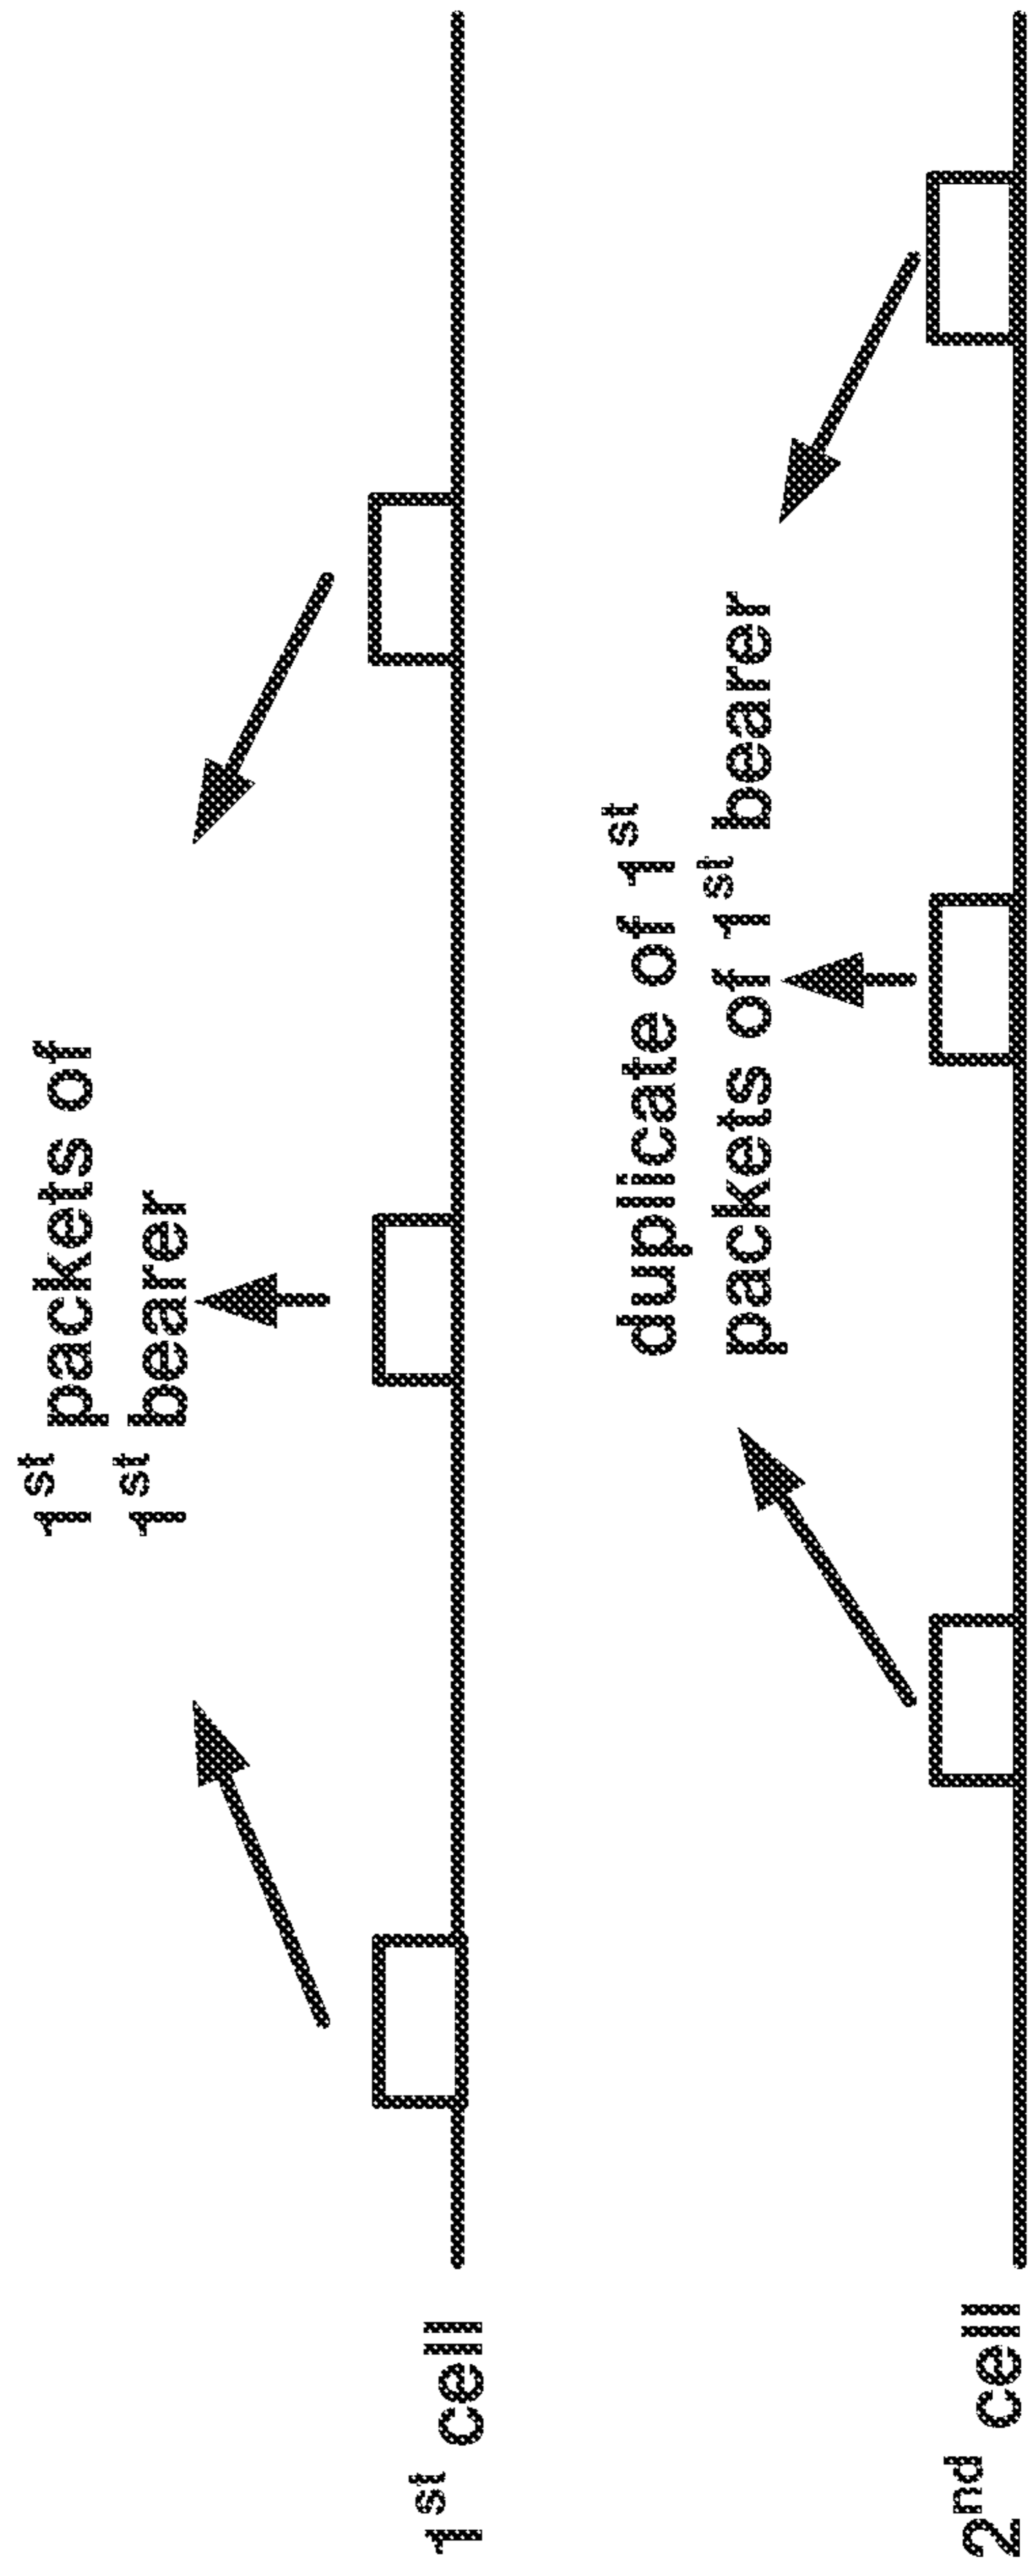 1st packets of
1st bearer
1st cell
duplicate of 1st
packets of 1st bearer
2nd cell